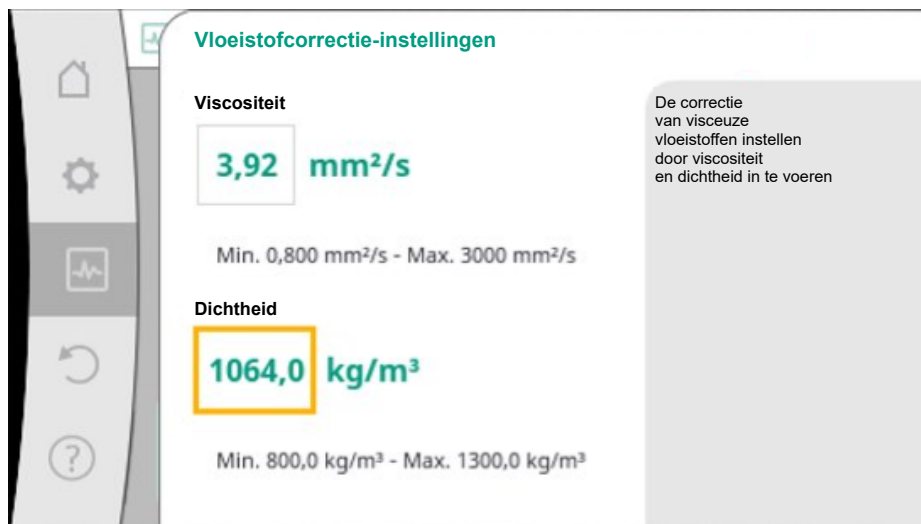 Vloeistofcorrectie-instellingen
Viscositeit
3,92 mm²/s
Min. 0,800 mm²/s - Max. 3000 mm²/s
Dichtheid
1064,0 kg/m³
Min. 800,0 kg/m³ - Max. 1300,0 kg/m³
De correctie
van visceuze
vloeistoffen instellen
door viscositeit
en dichtheid in te voeren
?